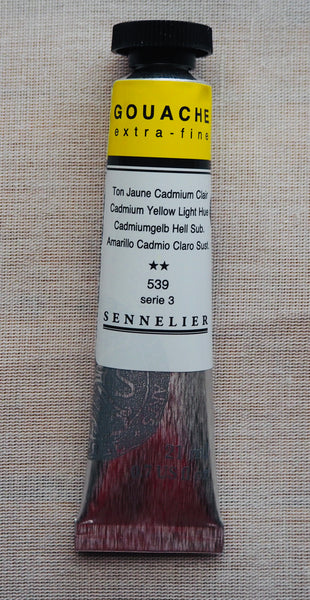 GOUACHE
extra-fine
Ton Jaune Cadmium Clair
Cadmium Yellow Light Hue
Cadmiumgelb Hell Sub.
Amarillo Cadmio Claro Sust.
★★
539
serie 3
SENNELIER